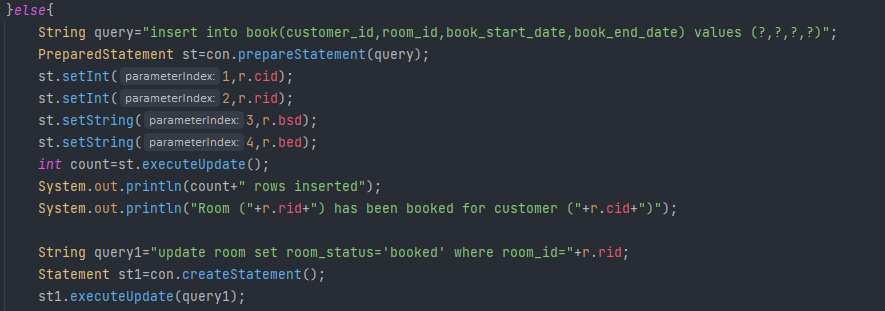 }else{
String query="insert into book(customer_id,room_id,book_start_date,book_end_date) values (?,?,?,?)";
PreparedStatement st=con.prepareStatement(query);
st.setInt( parameterIndex: 1,r.cid);
st.setInt( parameterIndex: 2,r.rid);
st.setString( parameterIndex: 3,r.bsd);
st.setString( parameterIndex: 4,r.bed);
int count=st.executeUpdate();
System.out.println(count+" rows inserted");
System.out.println("Room ("+r.rid+") has been booked for customer ("+r.cid+")");
String query1="update room set room_status='booked' where room_id="+r.rid;
Statement st1=con.createStatement();
st1.executeUpdate(query1);